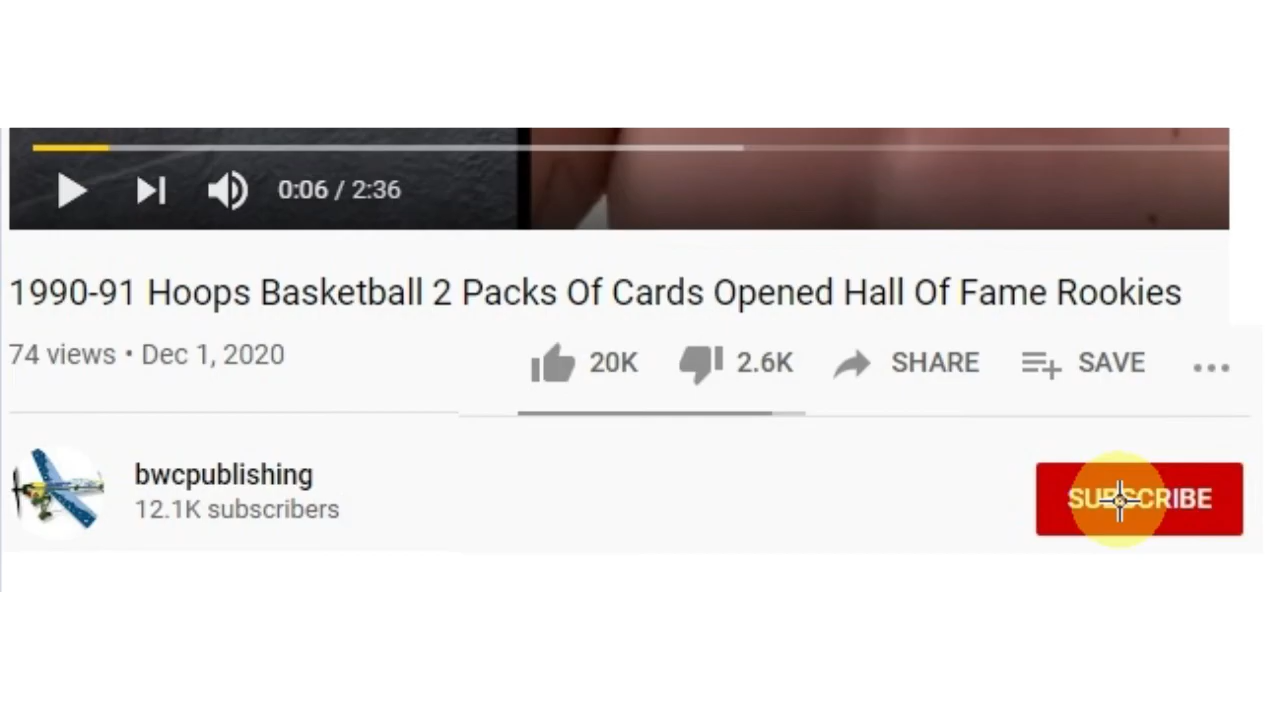 0:06 / 2:36
1990-91 Hoops Basketball 2 Packs Of Cards Opened Hall Of Fame Rookies
74 views • Dec 1, 2020
20K 2.6K SHARE SAVE
bwcpublishing
12.1K subscribers
SUBSCRIBE